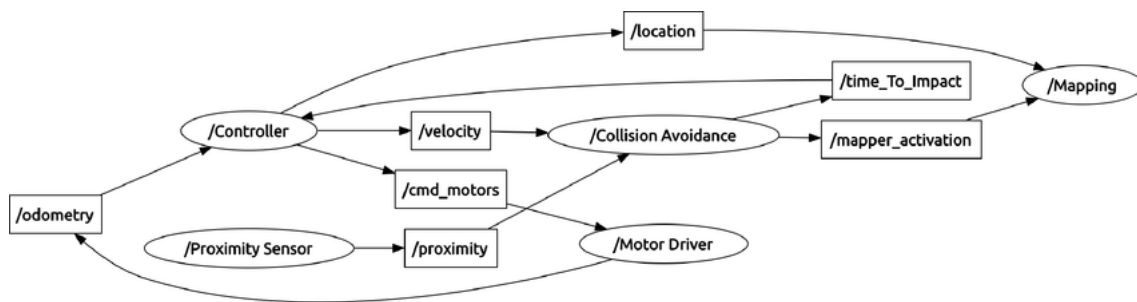 /location
/time_To_Impact
/Mapping
/Controller
/velocity
/Collision Avoidance
/mapper_activation
/cmd_motors
/odometry
/Proximity Sensor
/proximity
/Motor Driver